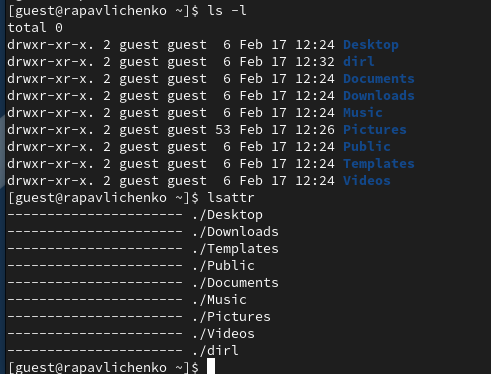 [guest@rapavlichenko ~]$ ls -l
total 0
drwxr-xr-x. 2 guest guest  6 Feb 17 12:24 Desktop
drwxr-xr-x. 2 guest guest  6 Feb 17 12:32 dirl
drwxr-xr-x. 2 guest guest  6 Feb 17 12:24 Documents
drwxr-xr-x. 2 guest guest  6 Feb 17 12:24 Downloads
drwxr-xr-x. 2 guest guest  6 Feb 17 12:24 Music
drwxr-xr-x. 2 guest guest 53 Feb 17 12:26 Pictures
drwxr-xr-x. 2 guest guest  6 Feb 17 12:24 Public
drwxr-xr-x. 2 guest guest  6 Feb 17 12:24 Templates
drwxr-xr-x. 2 guest guest  6 Feb 17 12:24 Videos
[guest@rapavlichenko ~]$ lsattr
---------------------- ./Desktop
---------------------- ./Downloads
---------------------- ./Templates
---------------------- ./Public
---------------------- ./Documents
---------------------- ./Music
---------------------- ./Pictures
---------------------- ./Videos
---------------------- ./dirl
[guest@rapavlichenko ~]$